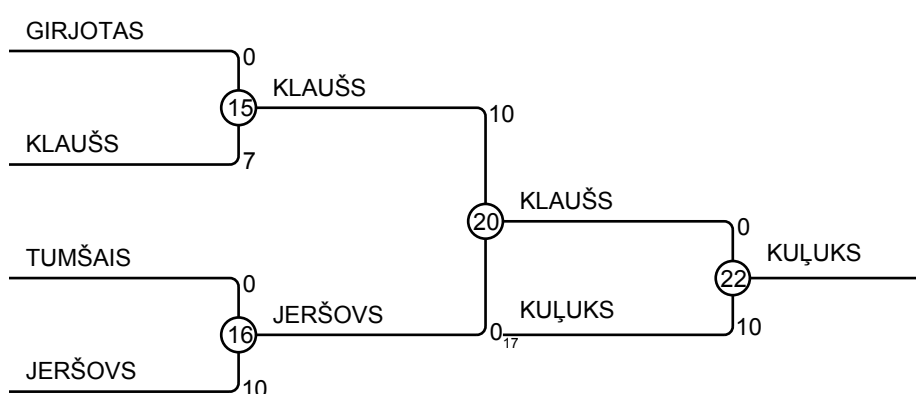 GIRJOTAS
0
15
KLAUŠS
10
KLAUŠS
7
20
KLAUŠS
0
TUMŠAIS
0
22
KUĻUKS
16
JERŠOVS
0
17
KUĻUKS
10
JERŠOVS
10